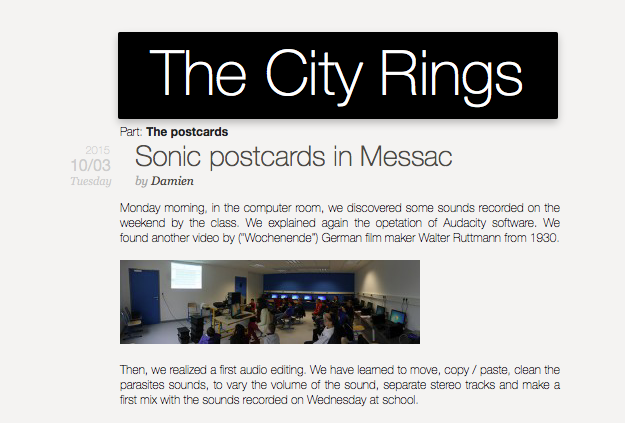 The City Rings
Part: The postcards
2015
10/03
Tuesday
Sonic postcards in Messac
by Damien
Monday morning, in the computer room, we discovered some sounds recorded on the
weekend by the class. We explained again the opetation of Audacity software. We
found another video by ("Wochenende") German film maker Walter Ruttmann from 1930.
Then, we realized a first audio editing. We have learned to move, copy / paste, clean the
parasites sounds, to vary the volume of the sound, separate stereo tracks and make a
first mix with the sounds recorded on Wednesday at school.